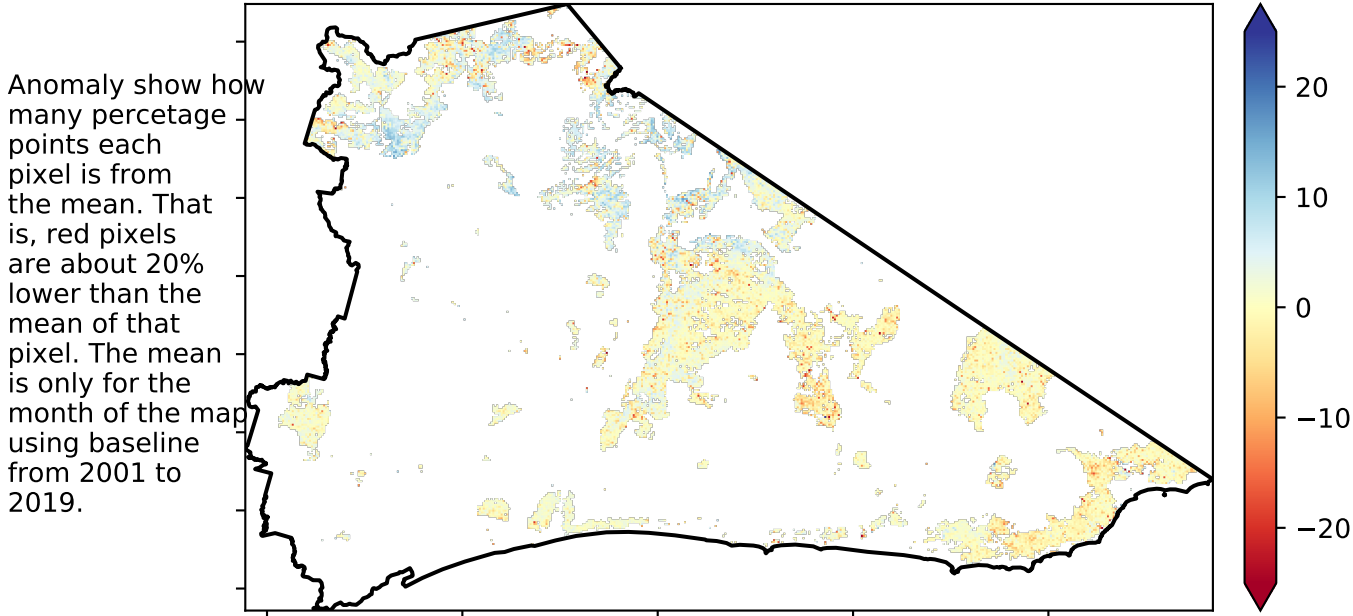 Anomaly show how
many percetage
points each
pixel is from
the mean. That
is, red pixels
are about 20%
lower than the
mean of that
pixel. The mean
is only for the
month of the map
using baseline
from 2001 to
2019.
20
10
0
−10
−20